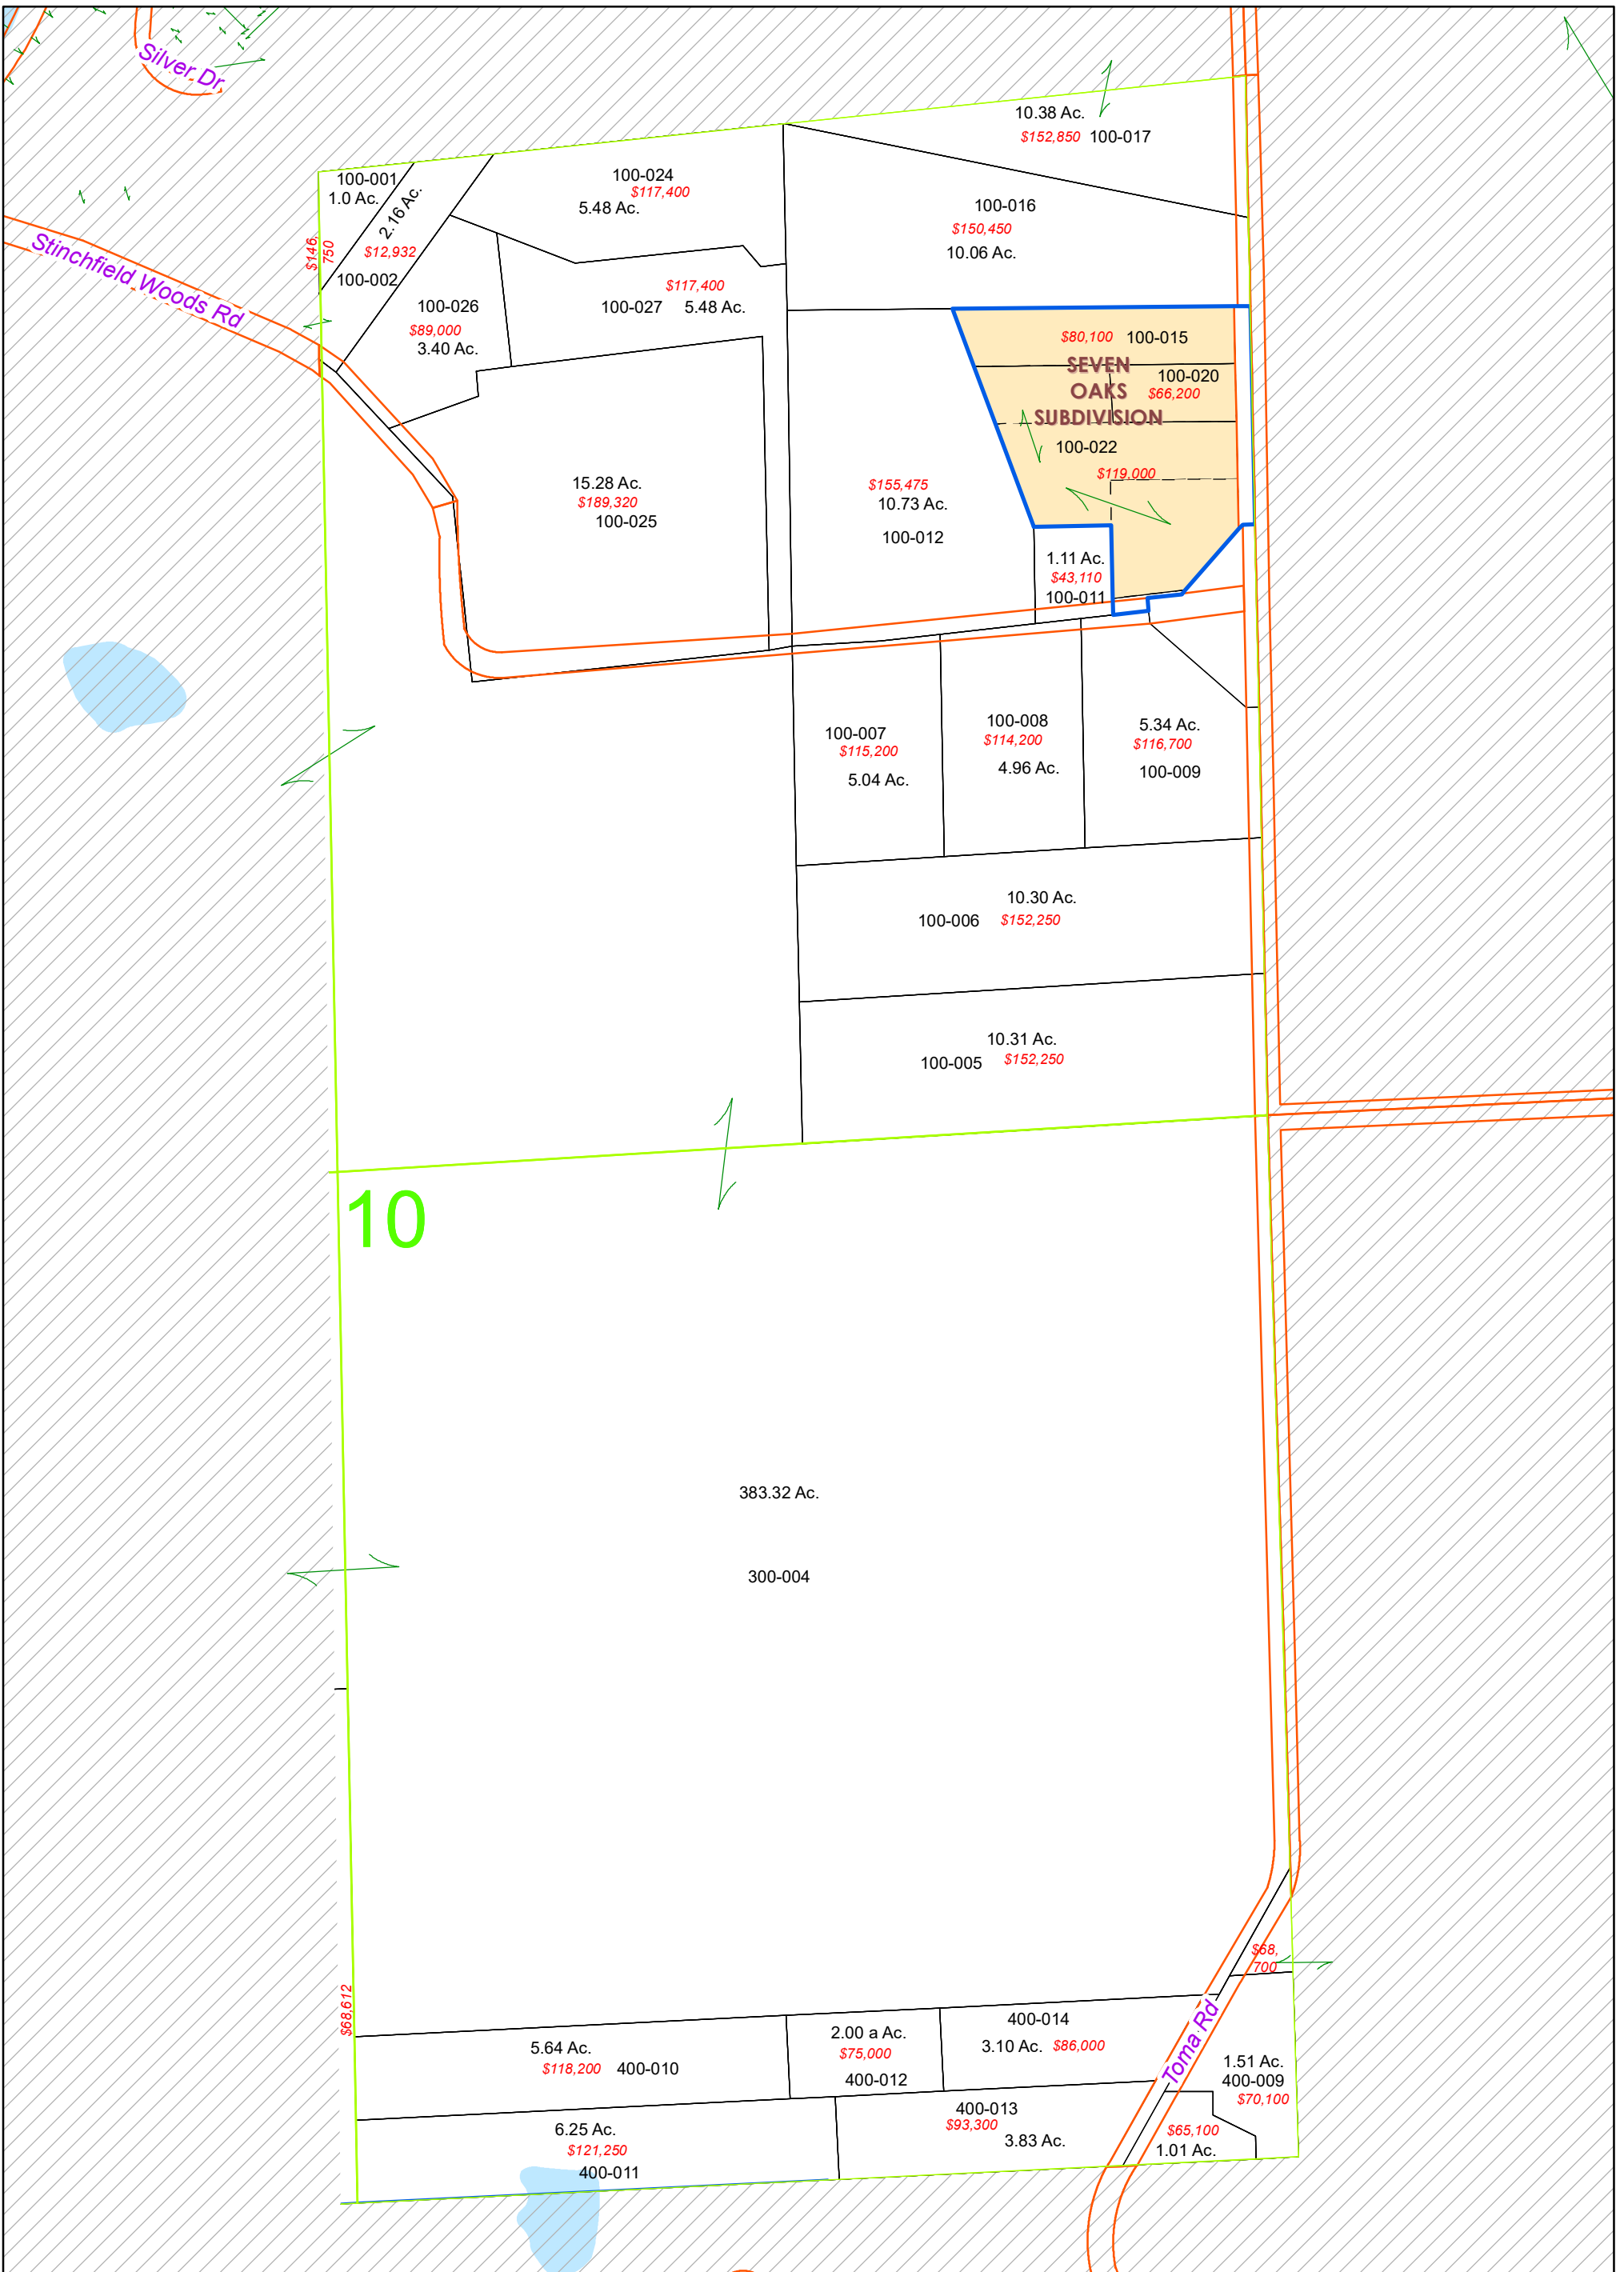 Silver Dr
Stinchfield Woods Rd
10.38 Ac.
$152,850 100-017
100-001
1.0 Ac.
2.16 Ac.
$146,
750
$12,932
100-002
100-024
$117,400
5.48 Ac.
100-016
$150,450
10.06 Ac.
100-026
$89,000
3.40 Ac.
$117,400
100-027 5.48 Ac.
$80,100 100-015
SEVEN
OAKS
SUBDIVISION
100-020
$66,200
100-022
$119,000
15.28 Ac.
$189,320
100-025
$155,475
10.73 Ac.
100-012
1.11 Ac.
$43,110
100-011
100-007
$115,200
5.04 Ac.
100-008
$114,200
4.96 Ac.
5.34 Ac.
$116,700
100-009
10.30 Ac.
100-006 $152,250
10.31 Ac.
100-005 $152,250
10
383.32 Ac.
300-004
$68,612
$68,
700
Toma Rd
5.64 Ac.
$118,200 400-010
2.00 a Ac.
$75,000
400-012
400-014
3.10 Ac. $86,000
1.51 Ac.
400-009
$70,100
6.25 Ac.
$121,250
400-011
400-013
$93,300
3.83 Ac.
$65,100
1.01 Ac.